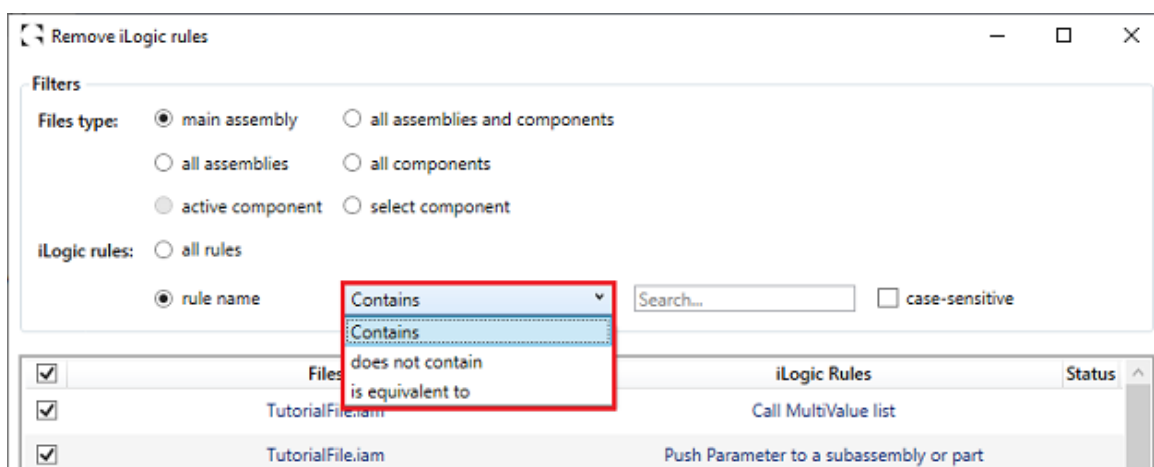 Remove iLogic rules
Filters
Files type: main assembly all assemblies and components
all assemblies all components
active component select component
iLogic rules: all rules
rule name Contains Search... case-sensitive
Contains
does not contain
is equivalent to
Files iLogic Rules Status
TutorialFile.iam Call MultiValue list
TutorialFile.iam Push Parameter to a subassembly or part